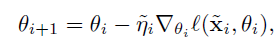 θ_{i+1} = θ_i − η̃_i ∇_{θ_i} ℓ(x̃_i, θ_i),